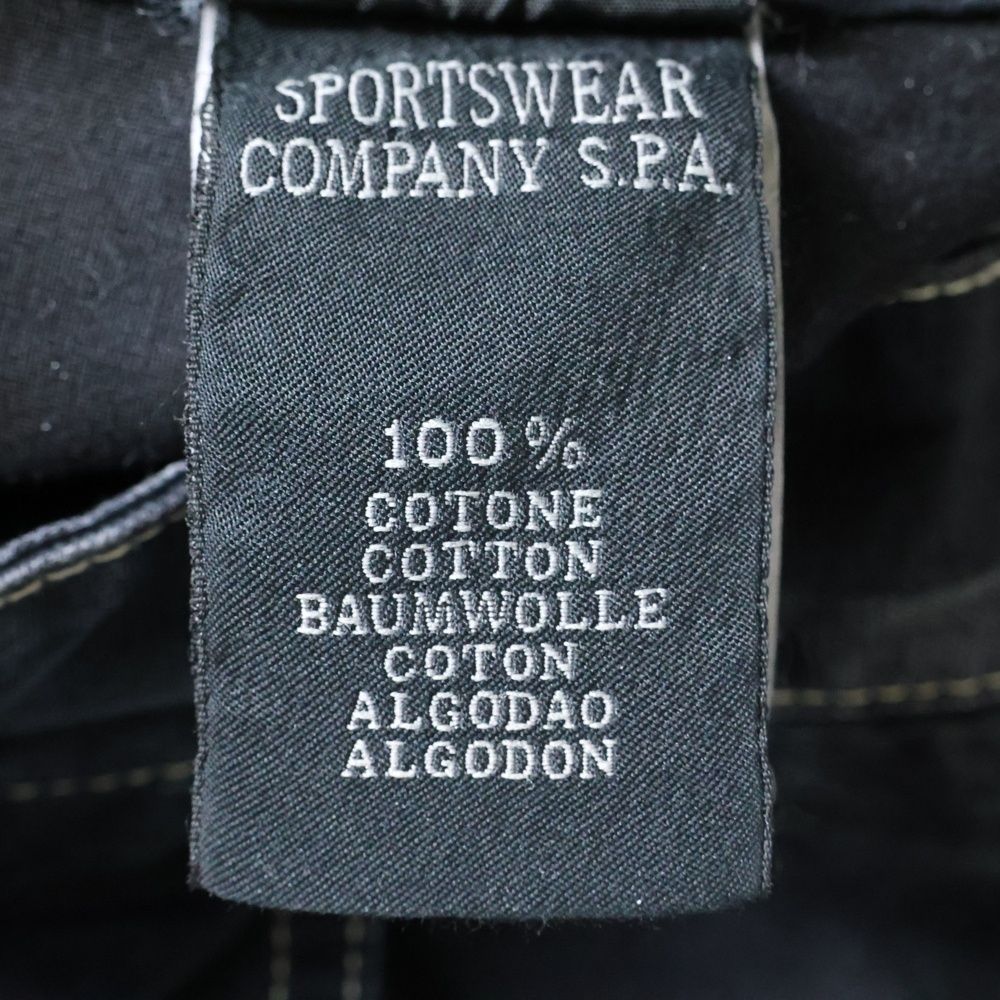 SPORTSWEAR
COMPANY S.P.A.
100 %
COTONE
COTTON
BAUMWOLLE
COTON
ALGODAO
ALGODON